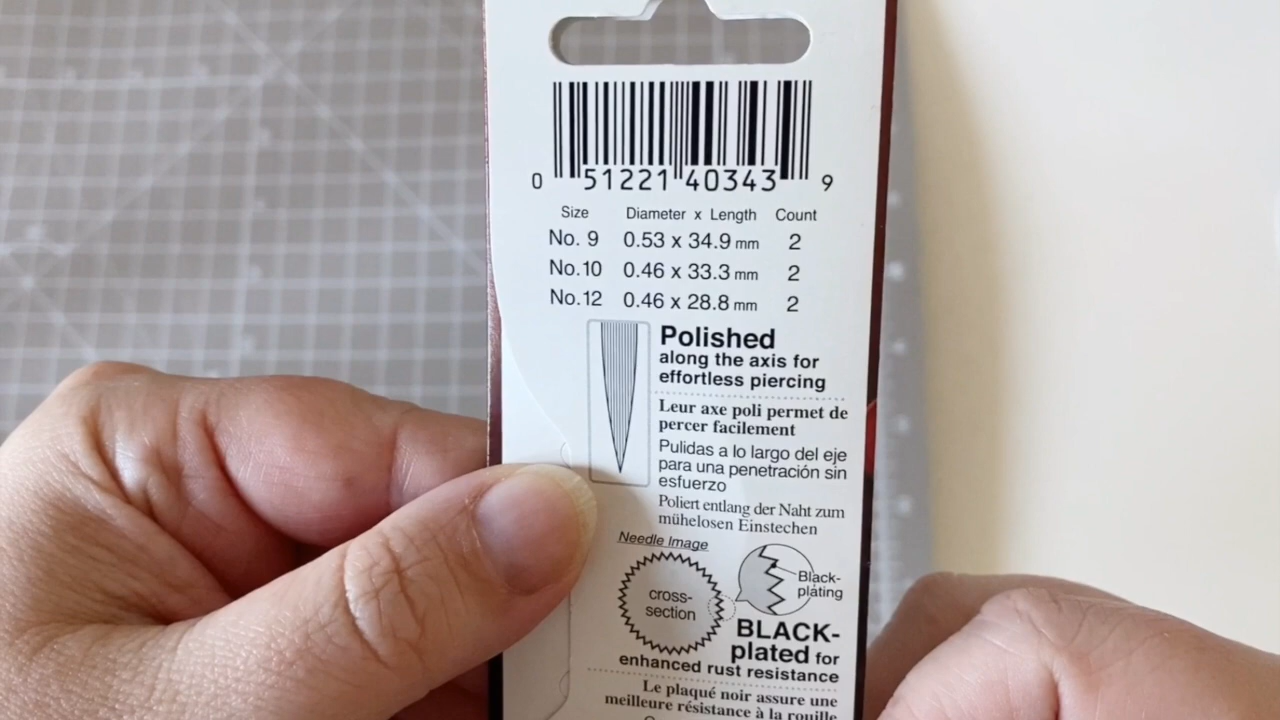 0 51221 40343 9
Size Diameter x Length Count
No. 9 0.53 x 34.9 mm 2
No.10 0.46 x 33.3 mm 2
No.12 0.46 x 28.8 mm 2
Polished
along the axis for
effortless piercing
Leur axe poli permet de
percer facilement
Pulidas a lo largo del eje
para una penetración sin
esfuerzo
Poliert entlang der Naht zum
mühelosen Einstechen
Needle Image
cross-
section
Black-
plating
BLACK-
plated for
enhanced rust resistance
Le plaqué noir assure une
meilleure résistance à la rouille